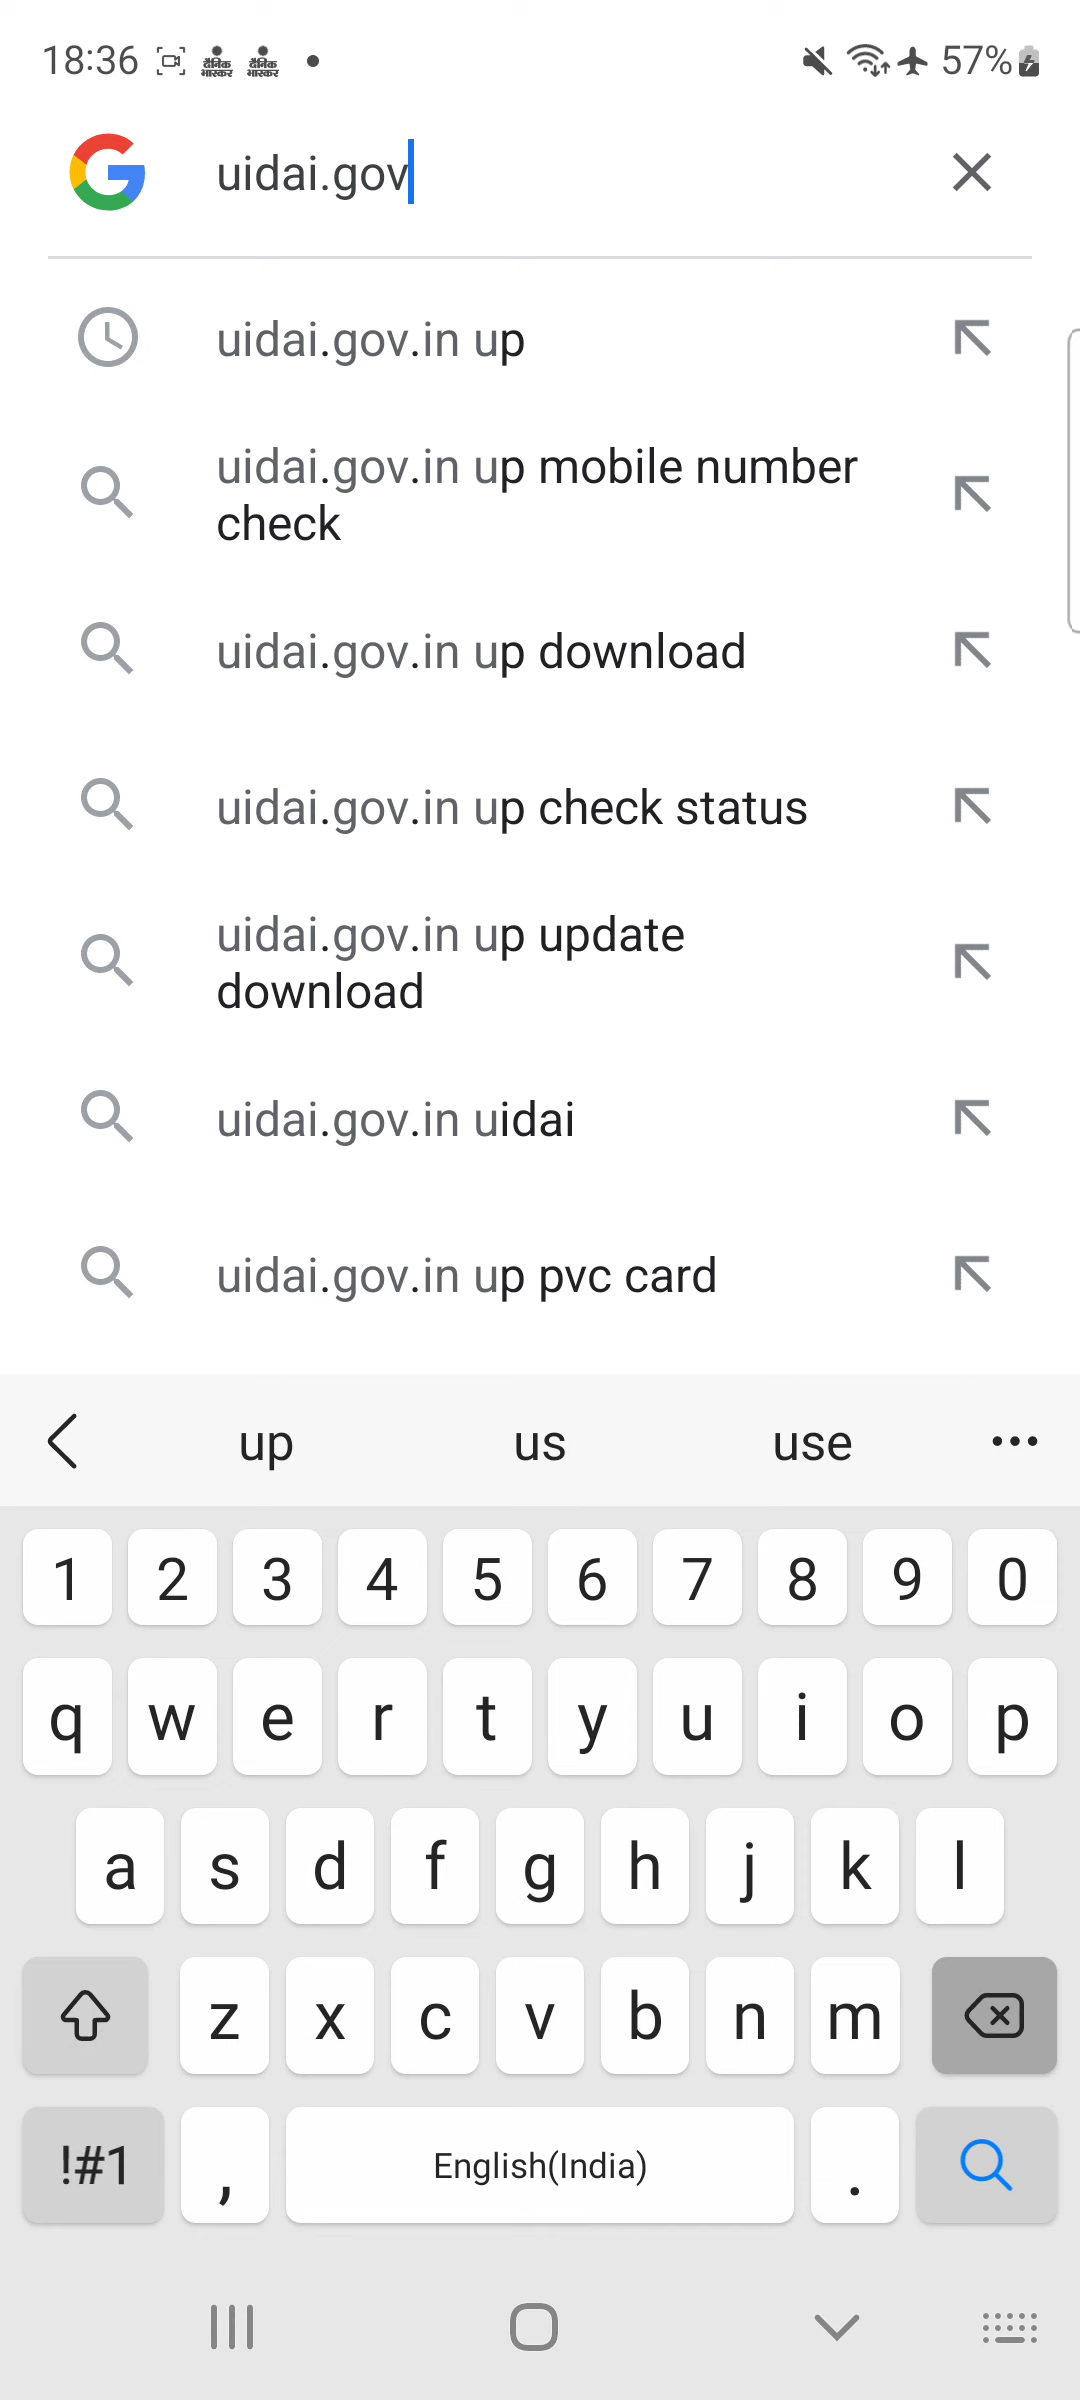 18:36 दैनिक भास्कर दैनिक भास्कर 57%
uidai.gov
uidai.gov.in up
uidai.gov.in up mobile number
check
uidai.gov.in up download
uidai.gov.in up check status
uidai.gov.in up update
download
uidai.gov.in uidai
uidai.gov.in up pvc card
up us use
1 2 3 4 5 6 7 8 9 0
q w e r t y u i o p
a s d f g h j k l
z x c v b n m
!#1 , English(India) .